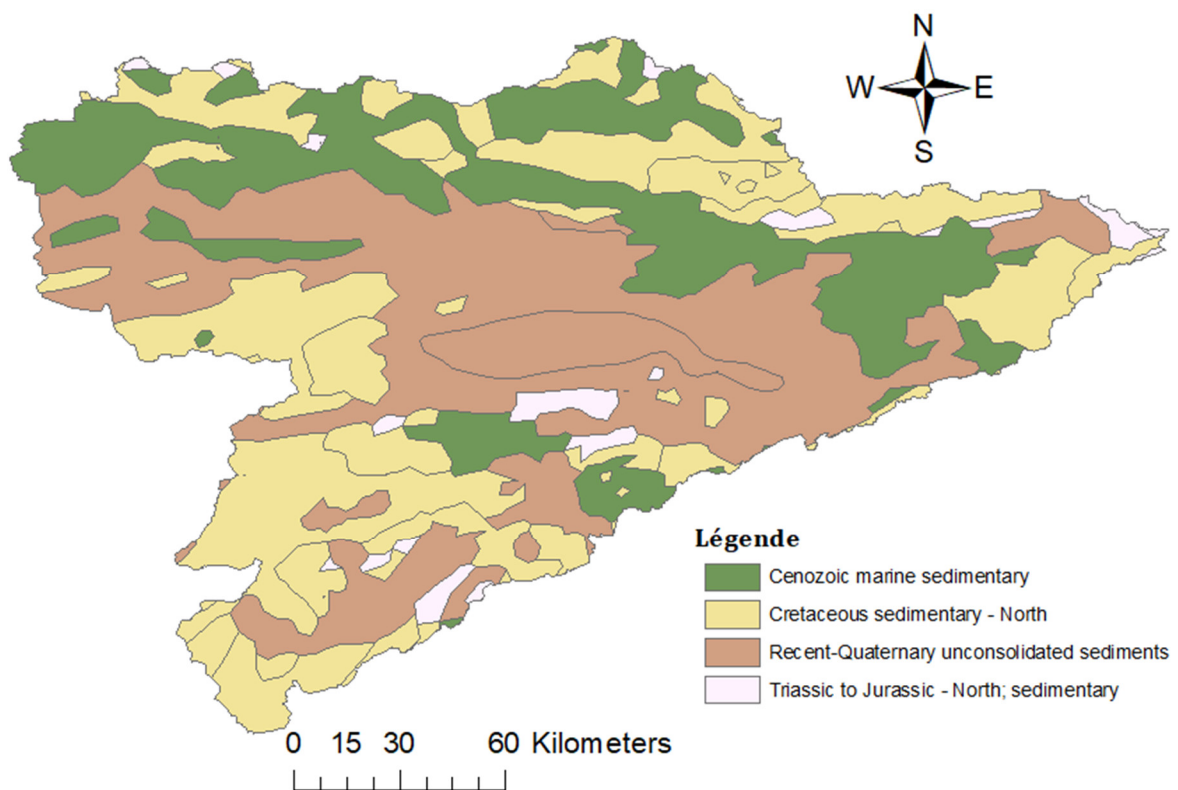 N
W E
S
Légende
Cenozoic marine sedimentary
Cretaceous sedimentary - North
Recent-Quaternary unconsolidated sediments
Triassic to Jurassic - North; sedimentary
0 15 30 60 Kilometers